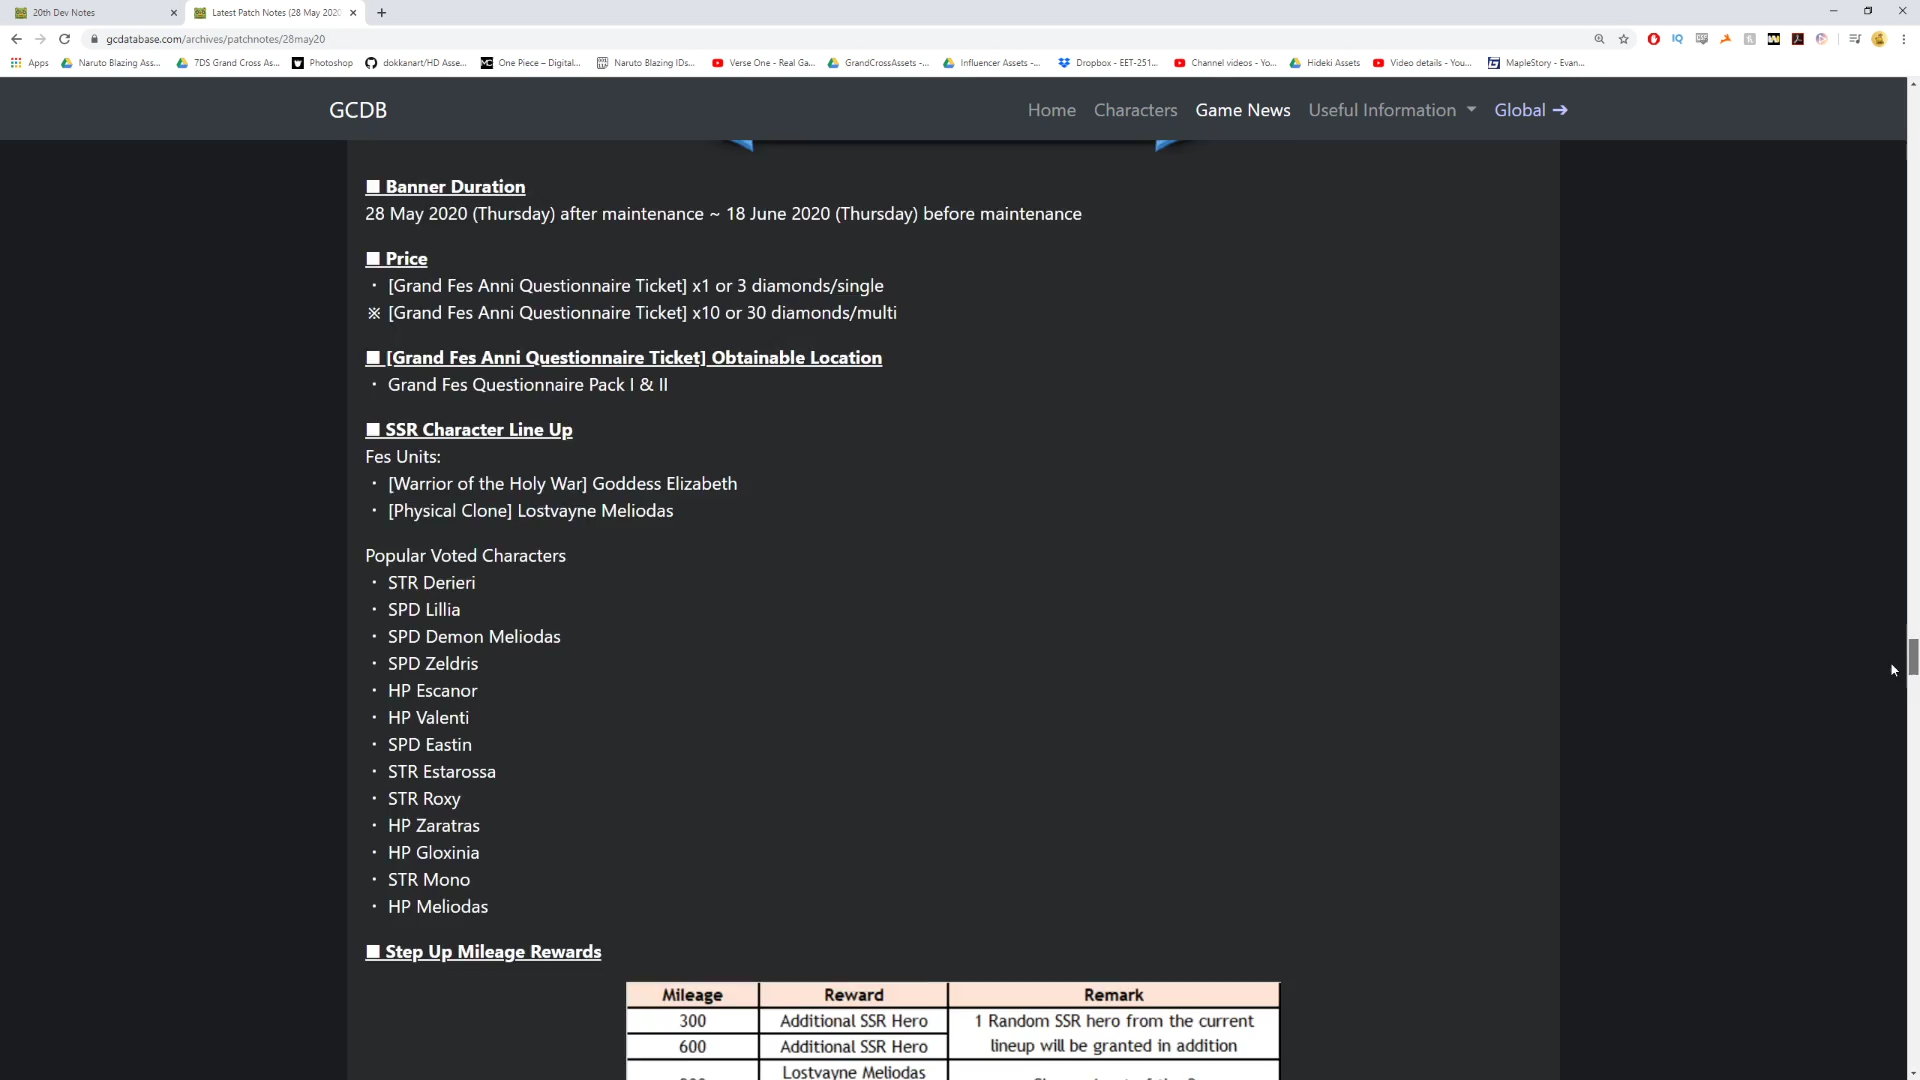 20th Dev Notes
Latest Patch Notes (28 May 2020
gcdatabase.com/archives/patchnotes/28may20
Apps
Naruto Blazing Ass...
7DS Grand Cross As...
Photoshop
dokkanart/HD Asse...
One Piece – Digital...
Naruto Blazing IDs...
Verse One - Real Ga...
GrandCrossAssets -...
Influencer Assets -...
Dropbox - EET-251...
Channel videos - Yo...
Hideki Assets
Video details - You...
MapleStory - Evan...
GCDB
Home
Characters
Game News
Useful Information
Global →
■ Banner Duration
28 May 2020 (Thursday) after maintenance ~ 18 June 2020 (Thursday) before maintenance
■ Price
・ [Grand Fes Anni Questionnaire Ticket] x1 or 3 diamonds/single
※ [Grand Fes Anni Questionnaire Ticket] x10 or 30 diamonds/multi
■ [Grand Fes Anni Questionnaire Ticket] Obtainable Location
・ Grand Fes Questionnaire Pack I & II
■ SSR Character Line Up
Fes Units:
・ [Warrior of the Holy War] Goddess Elizabeth
・ [Physical Clone] Lostvayne Meliodas
Popular Voted Characters
・ STR Derieri
・ SPD Lillia
・ SPD Demon Meliodas
・ SPD Zeldris
・ HP Escanor
・ HP Valenti
・ SPD Eastin
・ STR Estarossa
・ STR Roxy
・ HP Zaratras
・ HP Gloxinia
・ STR Mono
・ HP Meliodas
■ Step Up Mileage Rewards
Mileage Reward Remark
300 Additional SSR Hero 1 Random SSR hero from the current
600 Additional SSR Hero lineup will be granted in addition
Lostvayne Meliodas